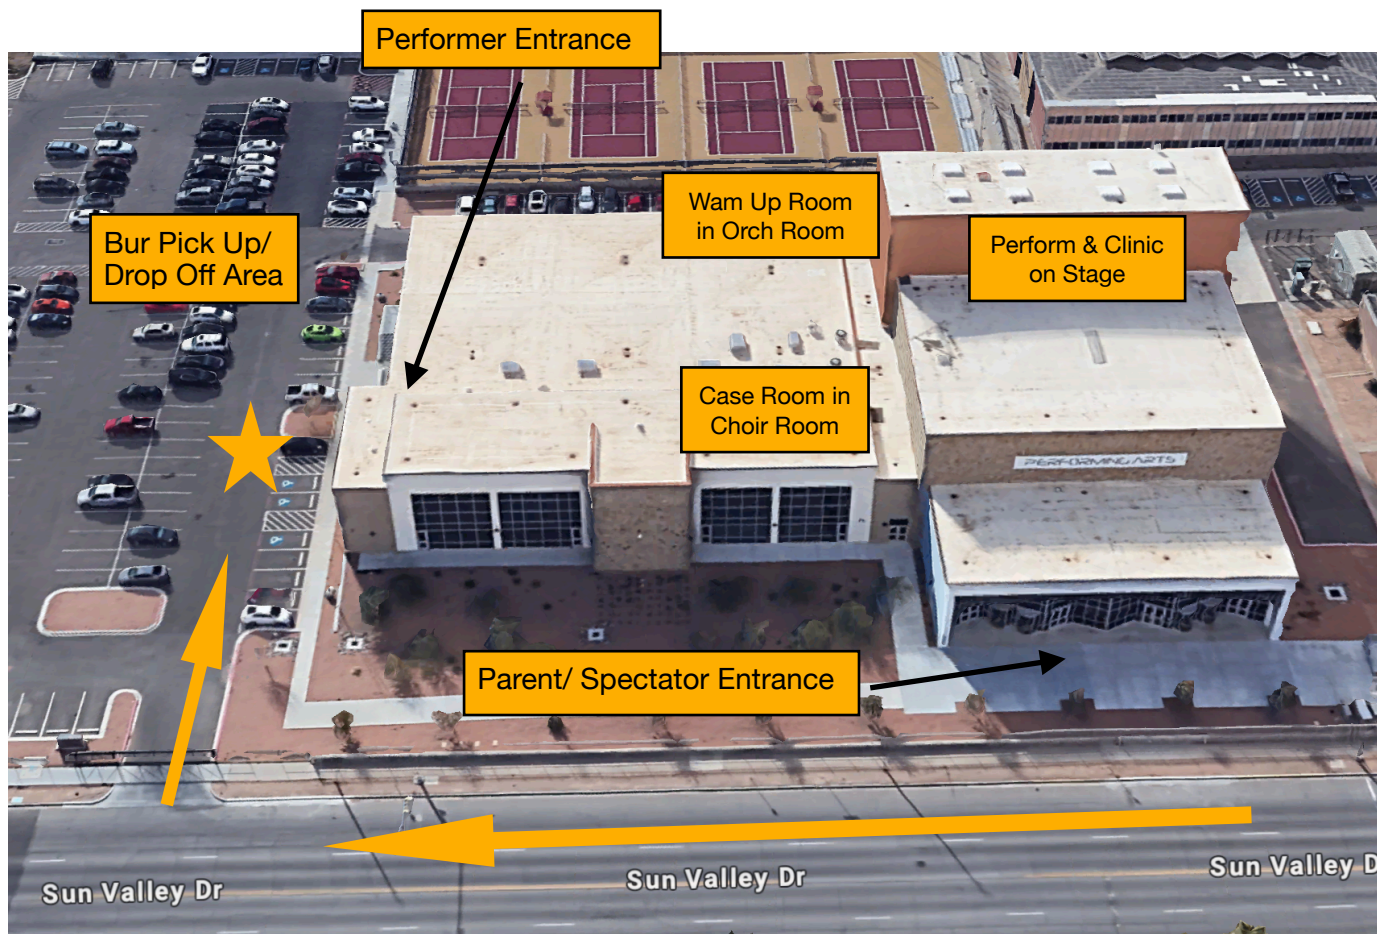 Performer Entrance
Wam Up Room
in Orch Room
Bur Pick Up/
Drop Off Area
Perform & Clinic
on Stage
Case Room in
Choir Room
PERFORMING ARTS
Parent/ Spectator Entrance
Sun Valley Dr
Sun Valley Dr
Sun Valley D